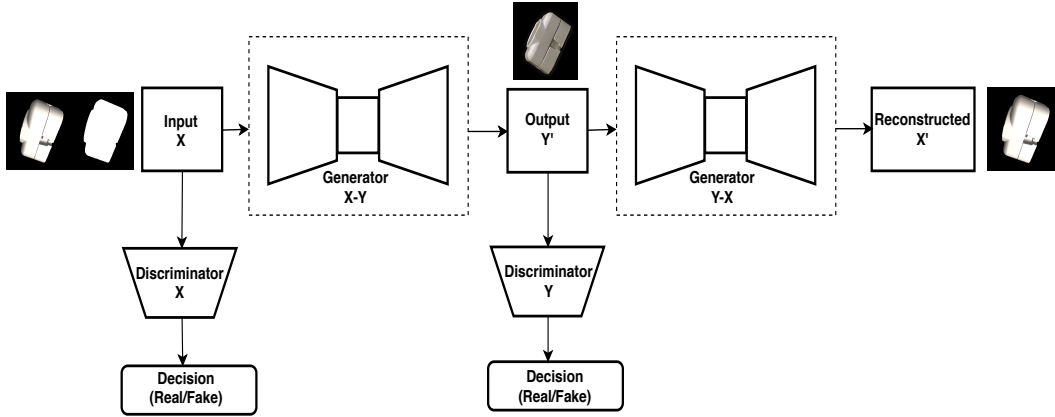 Input
X
Generator
X-Y
Output
Y'
Generator
Y-X
Reconstructed
X'
Discriminator
X
Discriminator
Y
Decision
(Real/Fake)
Decision
(Real/Fake)